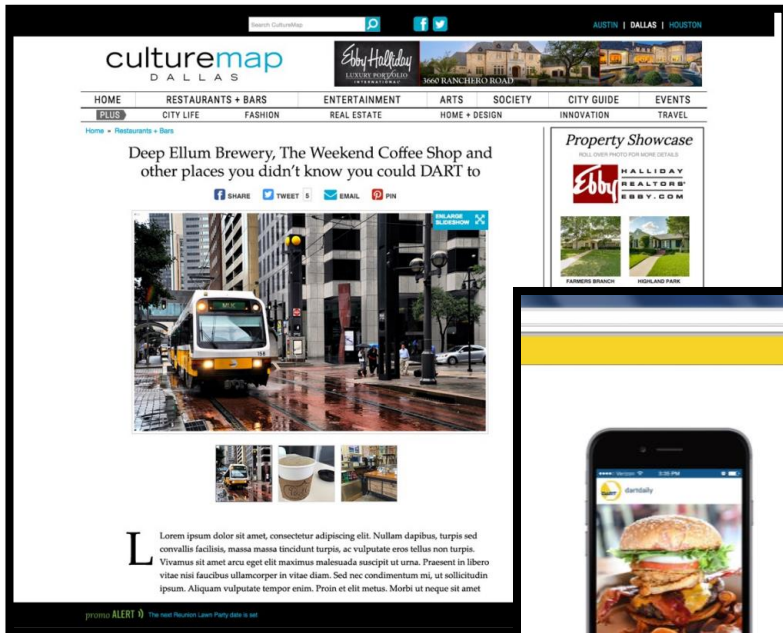 Search CultureMap
AUSTIN | DALLAS | HOUSTON
culturemap
DALLAS
Ebby Halliday
LUXURY PORTFOLIO
INTERNATIONAL
3660 RANCHERO ROAD
HOME RESTAURANTS + BARS ENTERTAINMENT ARTS SOCIETY CITY GUIDE EVENTS
PLUS CITY LIFE FASHION REAL ESTATE HOME + DESIGN INNOVATION TRAVEL
Home • Restaurants + Bars
Deep Ellum Brewery, The Weekend Coffee Shop and
other places you didn't know you could DART to
SHARE TWEET 5 EMAIL PIN
ENLARGE
SLIDESHOW
Property Showcase
ROLL OVER PHOTO FOR MORE DETAILS
Ebby HALLIDAY
REALTORS
EBBY.COM
FARMERS BRANCH HIGHLAND PARK
Verizon 2:35 PM
dartdaily
Lorem ipsum dolor sit amet, consectetur adipiscing elit. Nullam dapibus, turpis sed
convallis facilisis, massa massa tincidunt turpis, ac vulputate eros tellus non turpis.
Vivamus sit amet arcu eget elit maximus malesuada suscipit ut urna. Praesent in libero
vitae nisi faucibus ullamcorper in vitae diam. Sed nec condimentum mi, ut sollicitudin
ipsum. Aliquam vulputate tempor enim. Proin et elit metus. Morbi ut neque sit amet
promo ALERT The next Reunion Lawn Party date is set